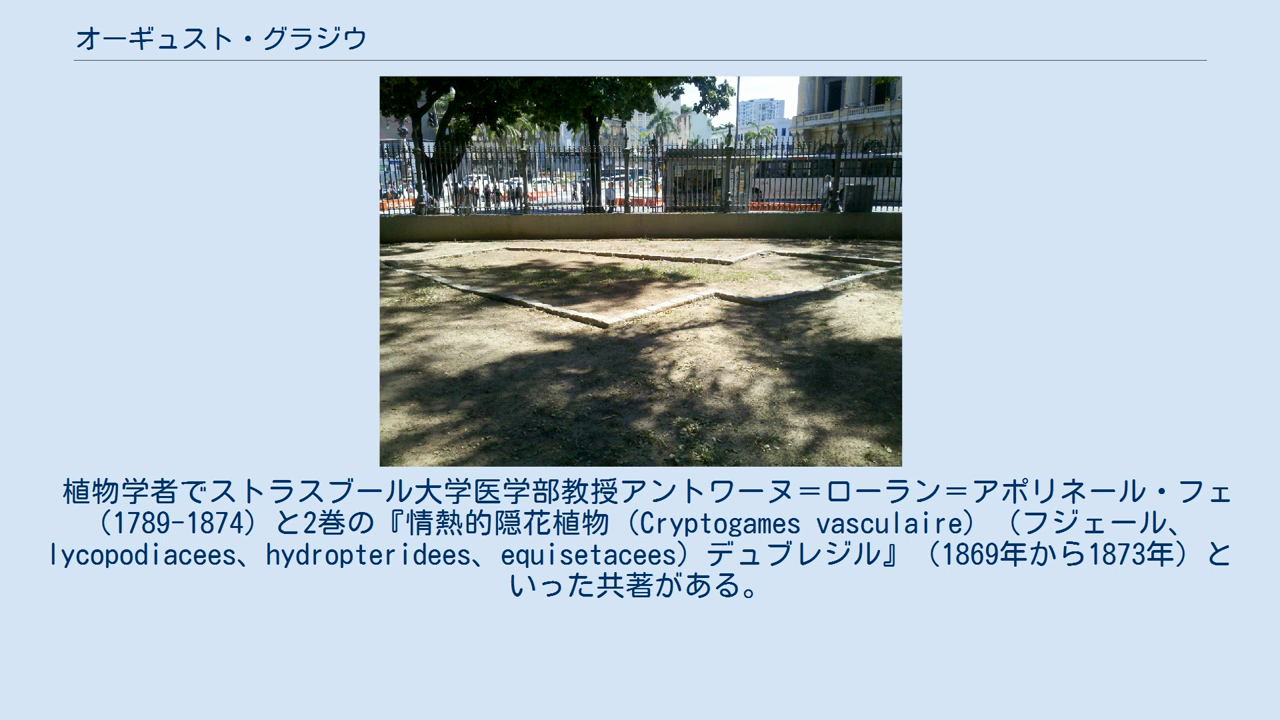 オーギュスト・グラジウ
植物学者でストラスブール大学医学部教授アントワーヌ＝ローラン＝アポリネール・フェ
（1789-1874）と2巻の『情熱的隠花植物（Cryptogames vasculaire）（フジェール、
lycopodiacees、hydropteridees、equisetacees）デュブレジル』（1869年から1873年）と
いった共著がある。